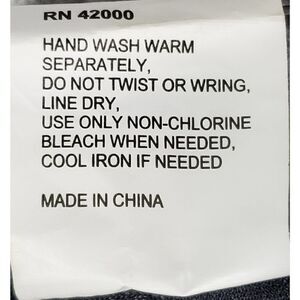 RN 42000
HAND WASH WARM
SEPARATELY,
DO NOT TWIST OR WRING,
LINE DRY,
USE ONLY NON-CHLORINE
BLEACH WHEN NEEDED,
COOL IRON IF NEEDED
MADE IN CHINA